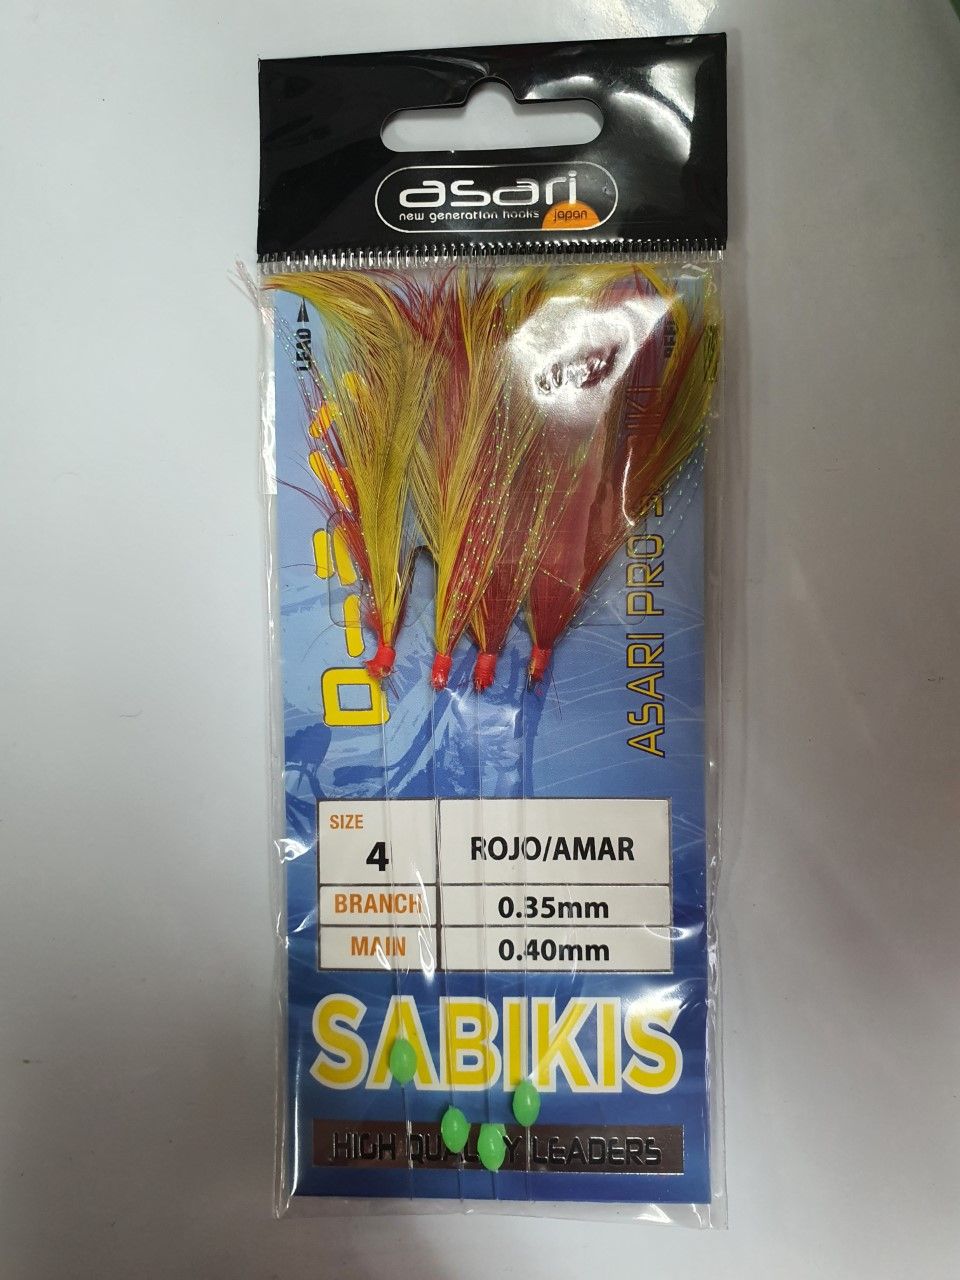 asari
new generation hooks japan
LEAD
ASARI PRO
SIZE
4
ROJO/AMAR
BRANCH
0.35mm
MAIN
0.40mm
SABIKIS
HIGH QUALITY LEADERS